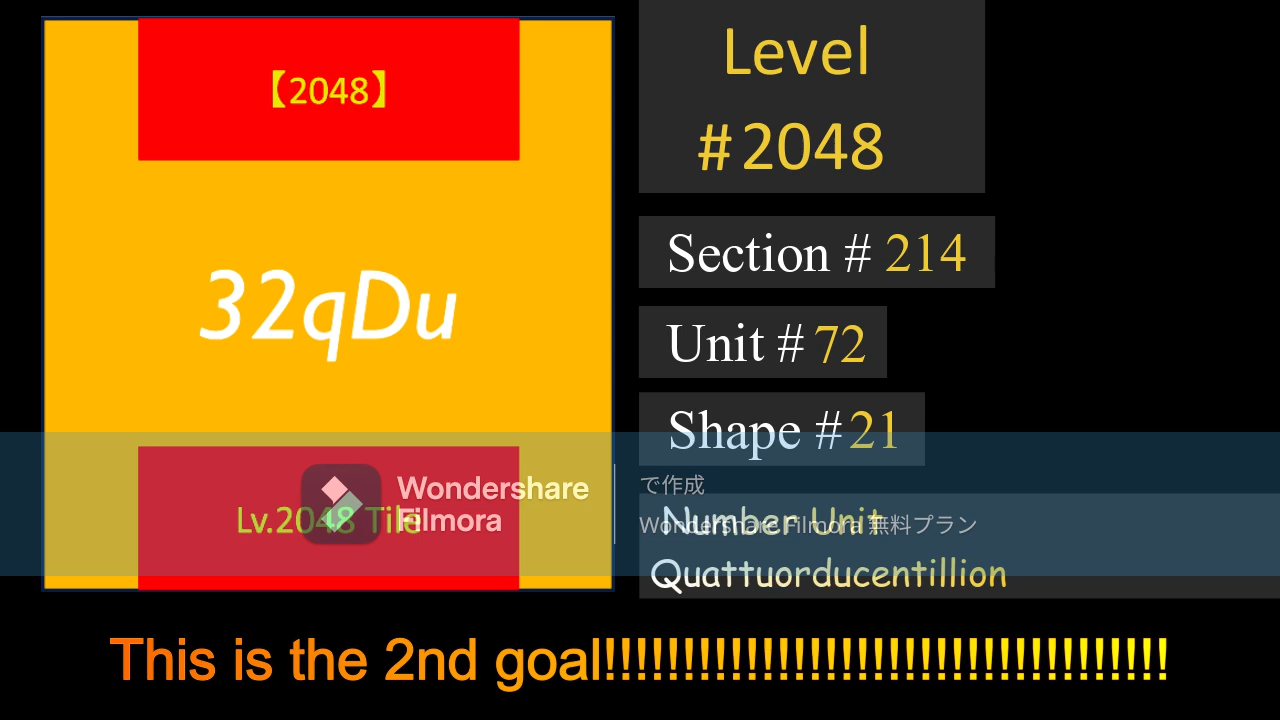 【2048】
32qDu
Lv.2048 Tile
Level
#2048
Section # 214
Unit # 72
Shape # 21
Number Unit
Quattuorducentillion
Wondershare
Filmora
で作成
Wondershare Filmora 無料プラン
This is the 2nd goal!!!!!!!!!!!!!!!!!!!!!!!!!!!!!!!!!!!!